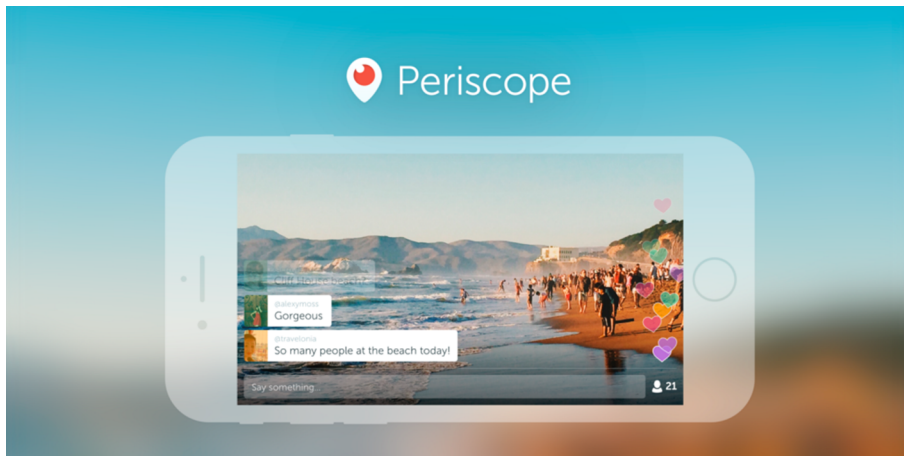 Periscope
@alexymoss
Gorgeous
@travelonia
So many people at the beach today!
Say something
21